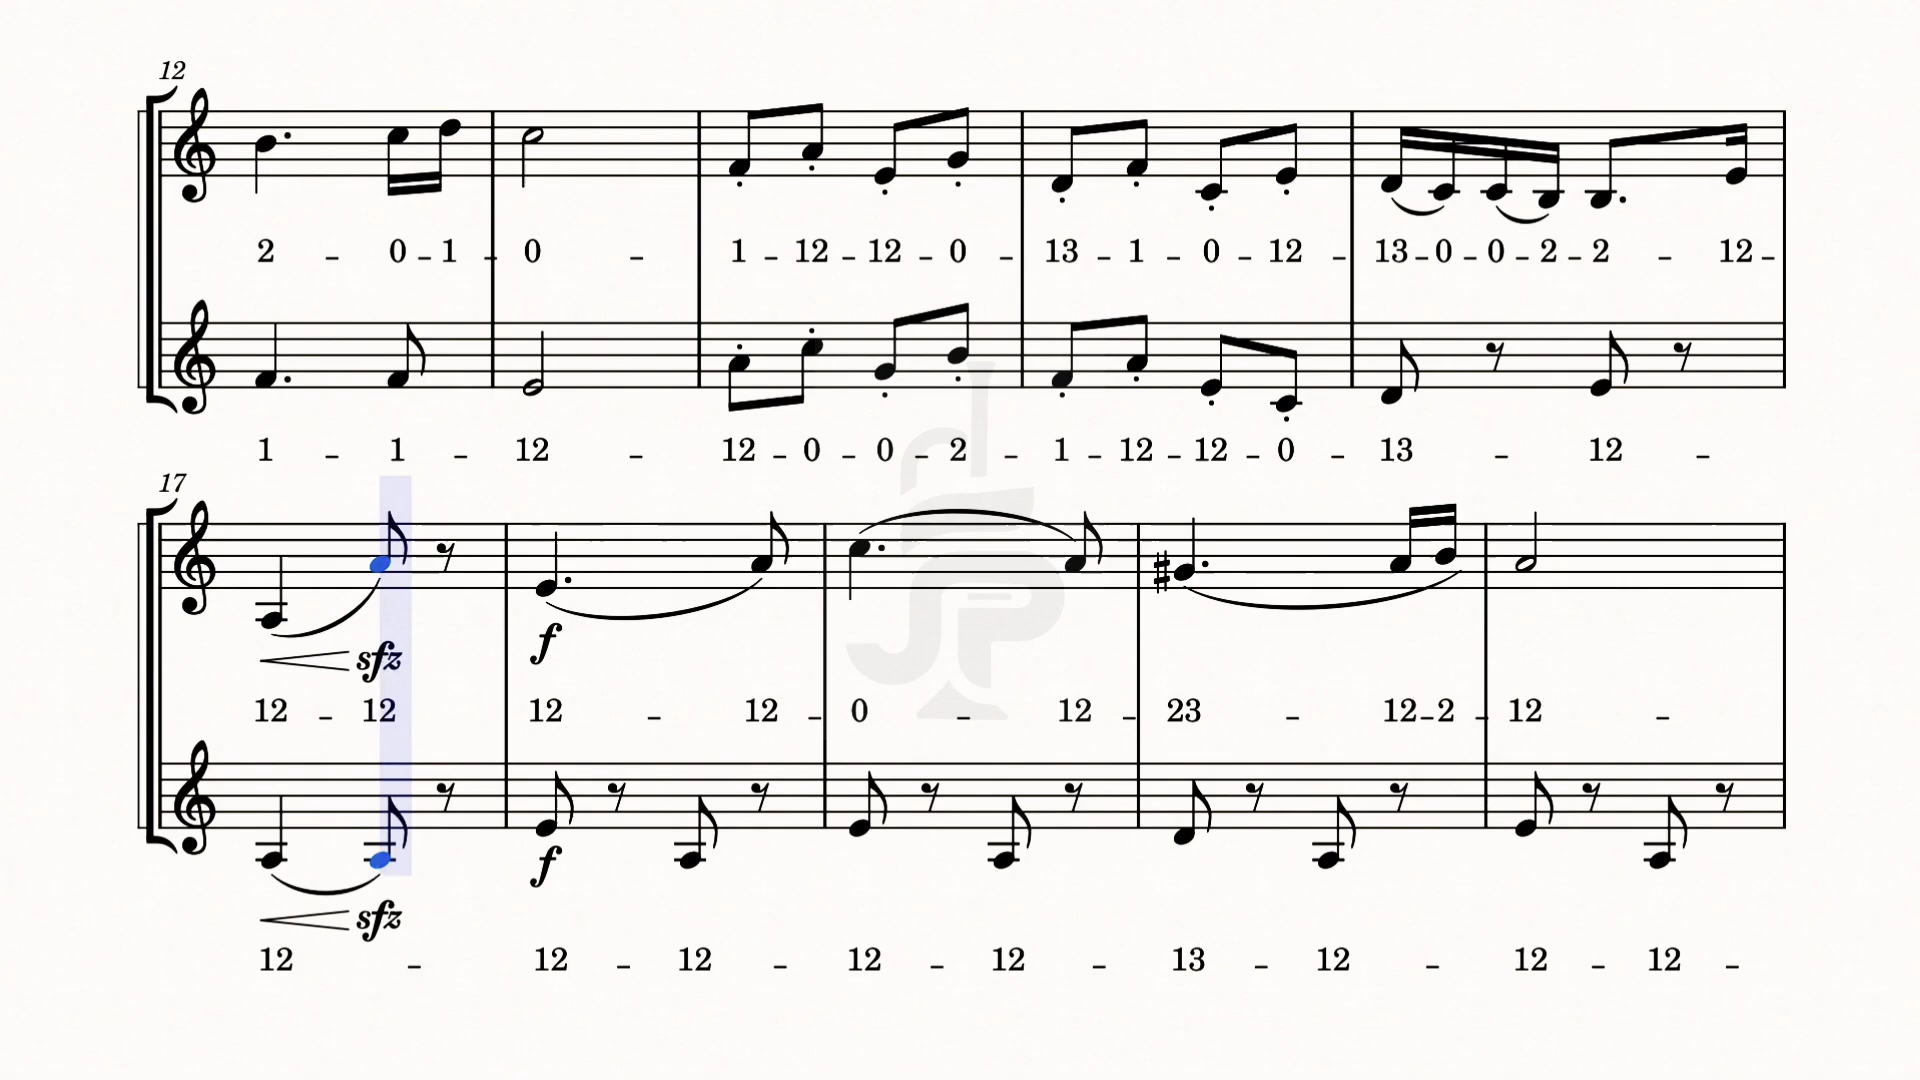 12
2 - 0 - 1 - 0 - 1 - 12 - 12 - 0 - 13 - 1 - 0 - 12 - 13 - 0 - 0 - 2 - 2 - 12 -
1 - 1 - 12 - 12 - 0 - 0 - 2 - 1 - 12 - 12 - 0 - 13 - 12 -
17
sfz f
12 - 12 12 - 12 - 0 - 12 - 23 - 12 - 2 - 12 -
f
sfz
12 - 12 - 12 - 12 - 12 - 13 - 12 - 12 - 12 -